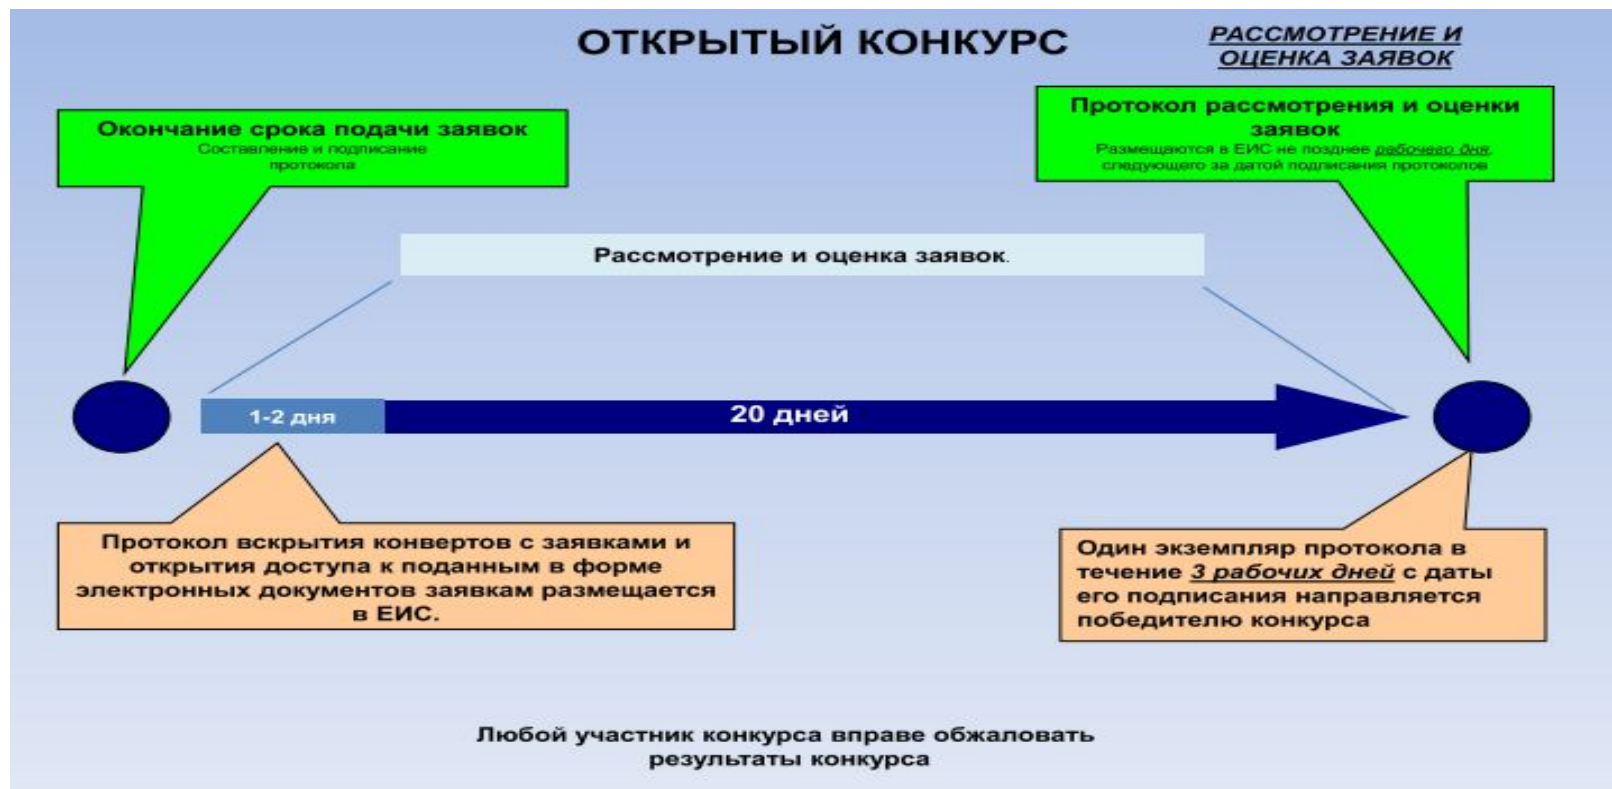 ОТКРЫТЫЙ КОНКУРС
РАССМОТРЕНИЕ И
ОЦЕНКА ЗАЯВОК
Окончание срока подачи заявок
Составление и подписание
протокола
Протокол рассмотрения и оценки
заявок
Размещаются в ЕИС не позднее рабочего дня,
следующего за датой подписания протоколов
Рассмотрение и оценка заявок.
1-2 дня
20 дней
Протокол вскрытия конвертов с заявками и
открытия доступа к поданным в форме
электронных документов заявкам размещается
в ЕИС.
Один экземпляр протокола в
течение 3 рабочих дней с даты
его подписания направляется
победителю конкурса
Любой участник конкурса вправе обжаловать
результаты конкурса